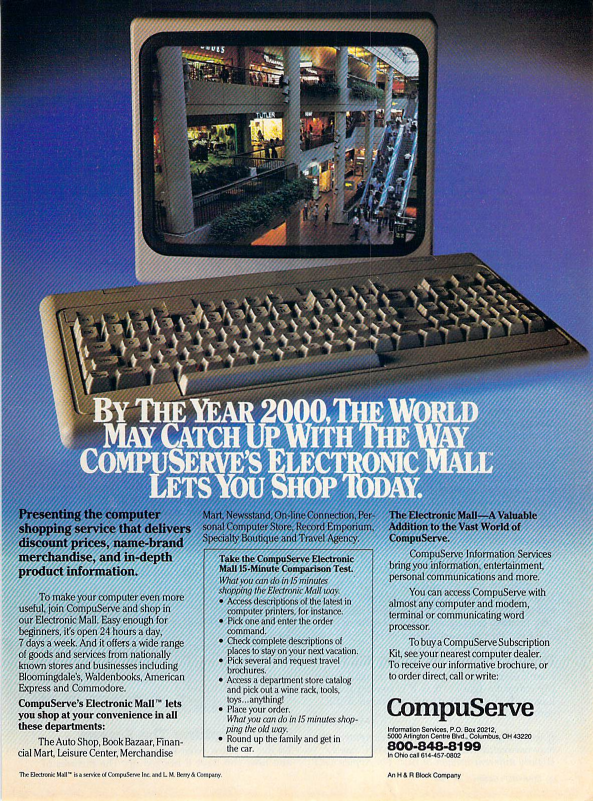 BY THE YEAR 2000, THE WORLD
MAY CATCH UP WITH THE WAY
COMPUSERVE'S ELECTRONIC MALL™
LETS YOU SHOP TODAY.
Presenting the computer
shopping service that delivers
discount prices, name-brand
merchandise, and in-depth
product information.
To make your computer even more
useful, join CompuServe and shop in
our Electronic Mall. Easy enough for
beginners, it's open 24 hours a day,
7 days a week. And it offers a wide range
of goods and services from nationally
known stores and businesses including
Bloomingdale's, Waldenbooks, American
Express and Commodore.
CompuServe's Electronic Mall™ lets
you shop at your convenience in all
these departments:
The Auto Shop, Book Bazaar, Finan-
cial Mart, Leisure Center, Merchandise
Mart, Newsstand, On-line Connection, Per-
sonal Computer Store, Record Emporium,
Specialty Boutique and Travel Agency.
Take the CompuServe Electronic
Mall 15-Minute Comparison Test.
What you can do in 15 minutes
shopping the Electronic Mall way.
• Access descriptions of the latest in
computer printers, for instance.
• Pick one and enter the order
command.
• Check complete descriptions of
places to stay on your next vacation.
• Pick several and request travel
brochures.
• Access a department store catalog
and pick out a wine rack, tools,
toys...anything!
• Place your order.
What you can do in 15 minutes shop-
ping the old way.
• Round up the family and get in
the car.
The Electronic Mall—A Valuable
Addition to the Vast World of
CompuServe.
CompuServe Information Services
bring you information, entertainment,
personal communications and more.
You can access CompuServe with
almost any computer and modem,
terminal or communicating word
processor.
To buy a CompuServe Subscription
Kit, see your nearest computer dealer.
To receive our informative brochure, or
to order direct, call or write:
CompuServe
Information Services, P.O. Box 20212,
5000 Arlington Centre Blvd., Columbus, OH 43220
800-848-8199
In Ohio call 614-457-0802
An H & R Block Company
The Electronic Mall™ is a service of CompuServe Inc. and L. M. Berry & Company.